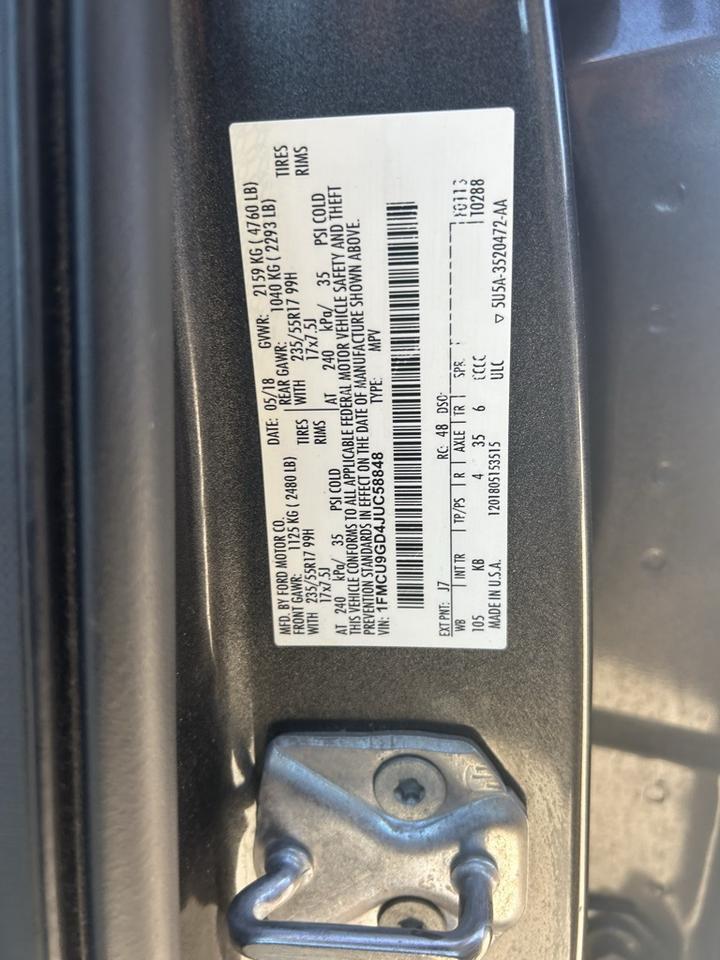 MFD. BY FORD MOTOR CO.
DATE: 05/18 GVWR: 2159 KG ( 4760 LB)
FRONT GAWR: 1125 KG ( 2480 LB) REAR GAWR: 1040 KG ( 2293 LB)
WITH 235/55R17 99H TIRES WITH 235/55R17 99H TIRES
17x7.5J RIMS 17x7.5J RIMS
AT 240 kPa/ 35 PSI COLD AT 240 kPa/ 35 PSI COLD
THIS VEHICLE CONFORMS TO ALL APPLICABLE FEDERAL MOTOR VEHICLE SAFETY AND THEFT
PREVENTION STANDARDS IN EFFECT ON THE DATE OF MANUFACTURE SHOWN ABOVE.
VIN: 1FMCU9GD4JUC58848 TYPE: MPV
EXT PNT: J7 RC: 48 DSO:
WB INT TR TP/PS R AXLE TR SPR T0113
105 KB 4 35 6 CCCC T0288
MADE IN U.S.A. 1201805153515 ULC ▽ 5U5A-3520472-AA